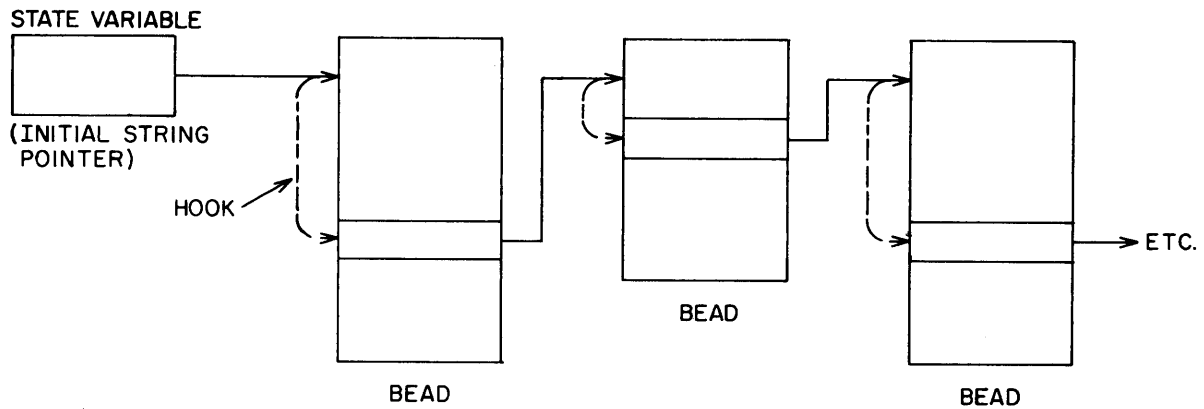 STATE VARIABLE
(INITIAL STRING
POINTER)
HOOK
ETC.
BEAD
BEAD
BEAD